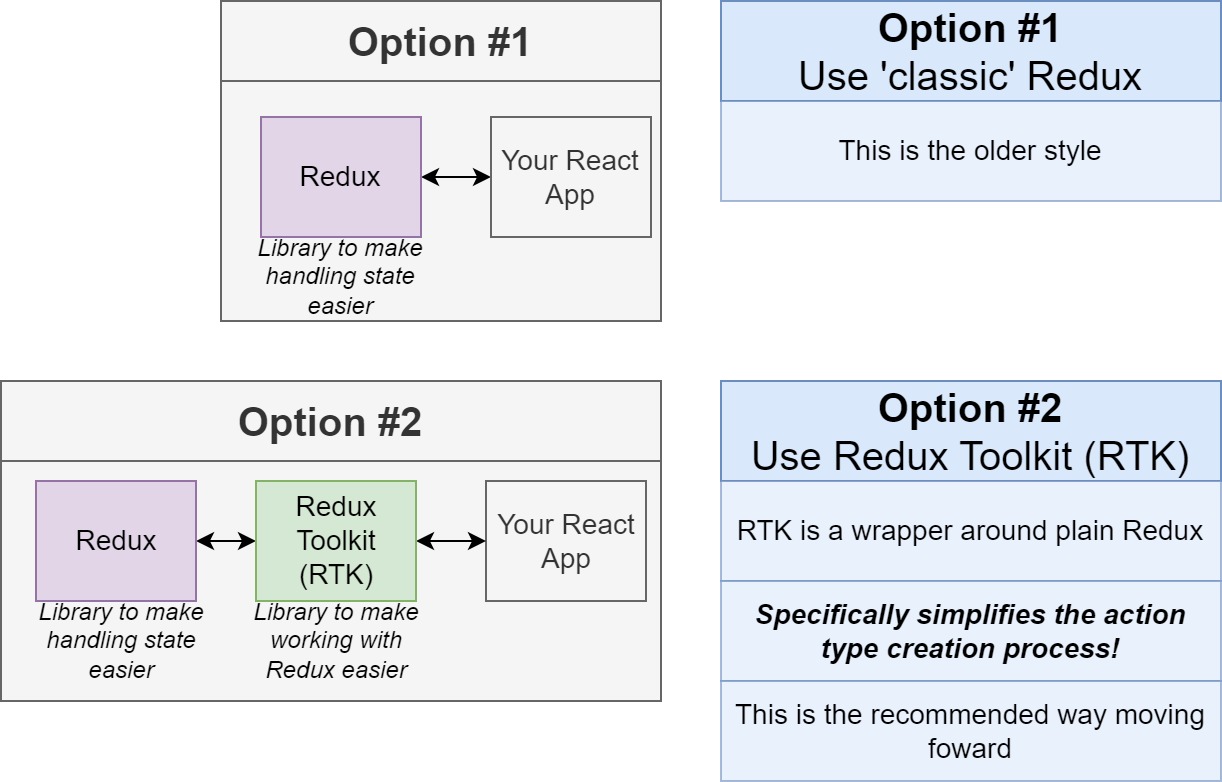 Option #1
Redux
Your React
App
Library to make
handling state
easier
Option #1
Use 'classic' Redux
This is the older style
Option #2
Redux
Redux
Toolkit
(RTK)
Your React
App
Library to make
handling state
easier
Library to make
working with
Redux easier
Option #2
Use Redux Toolkit (RTK)
RTK is a wrapper around plain Redux
Specifically simplifies the action
type creation process!
This is the recommended way moving
foward